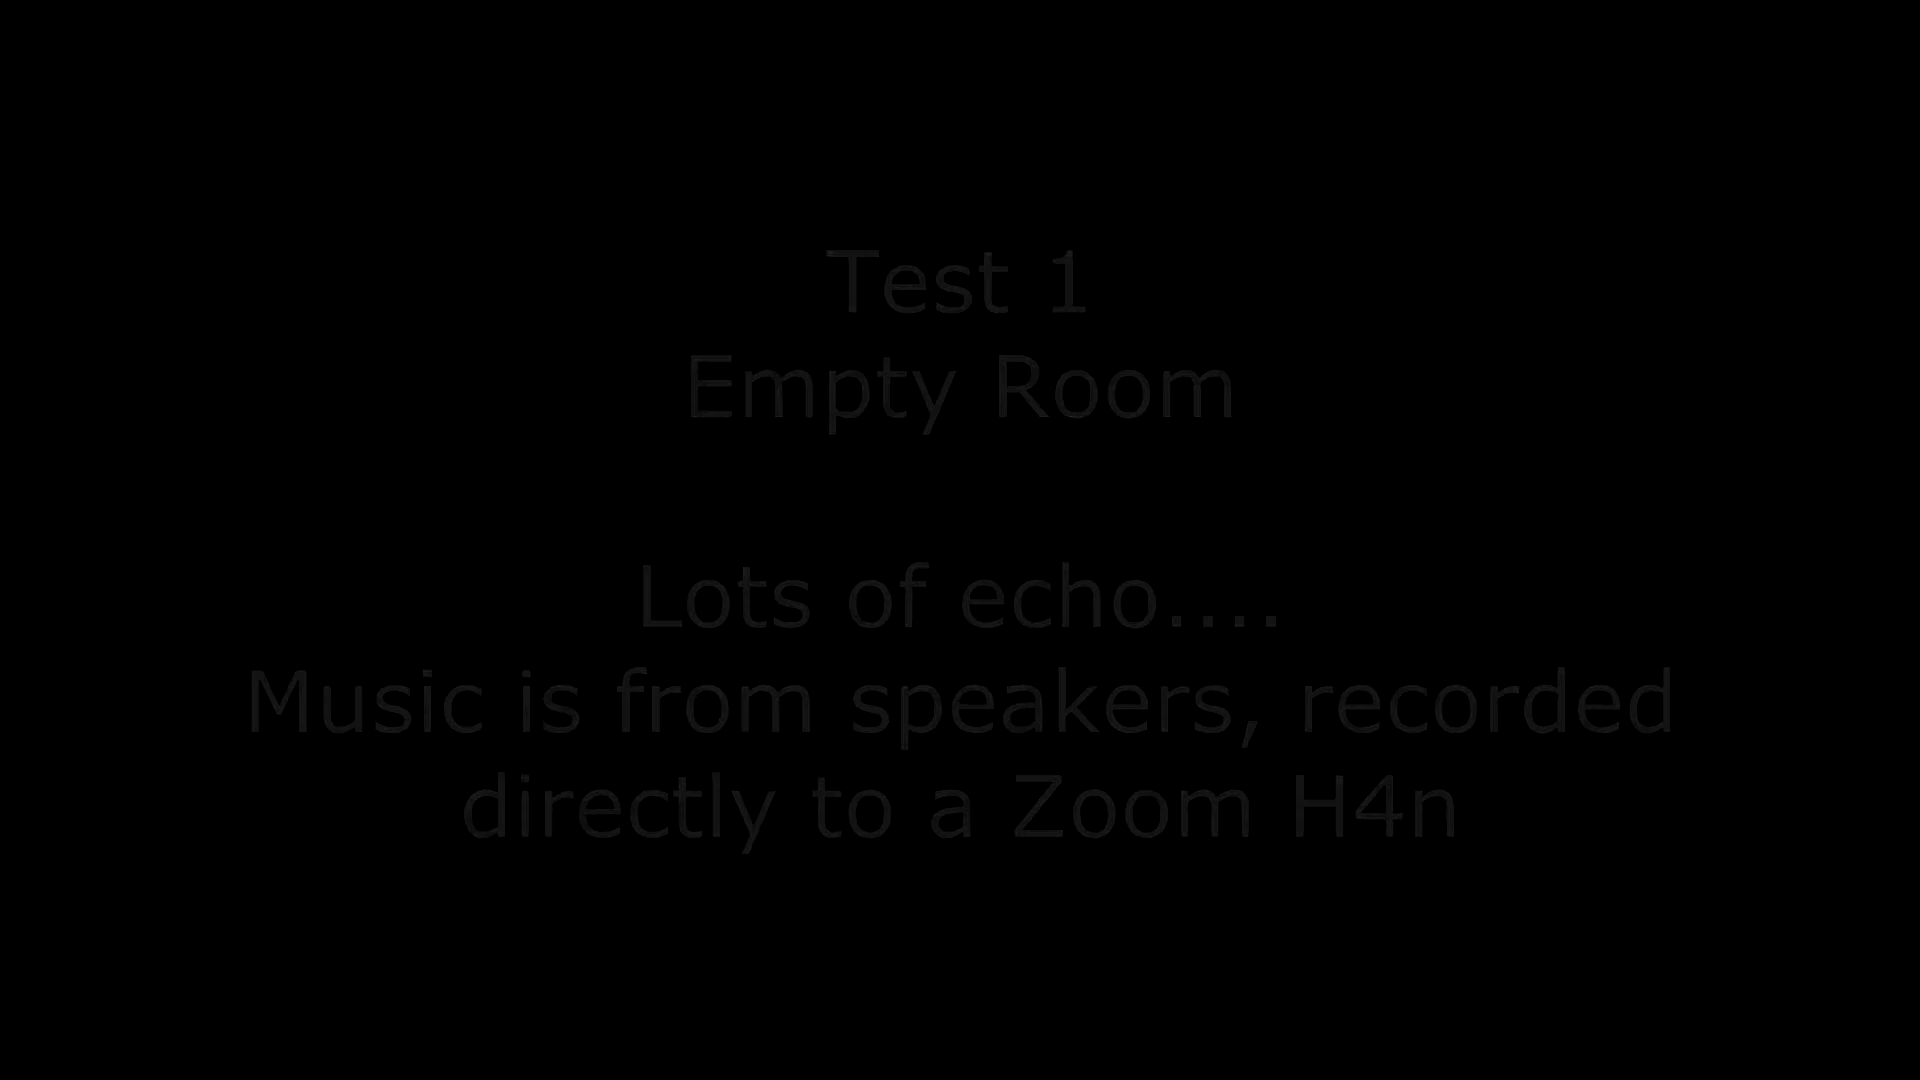 Test 1
Empty Room
Lots of echo....
Music is from speakers, recorded
directly to a Zoom H4n